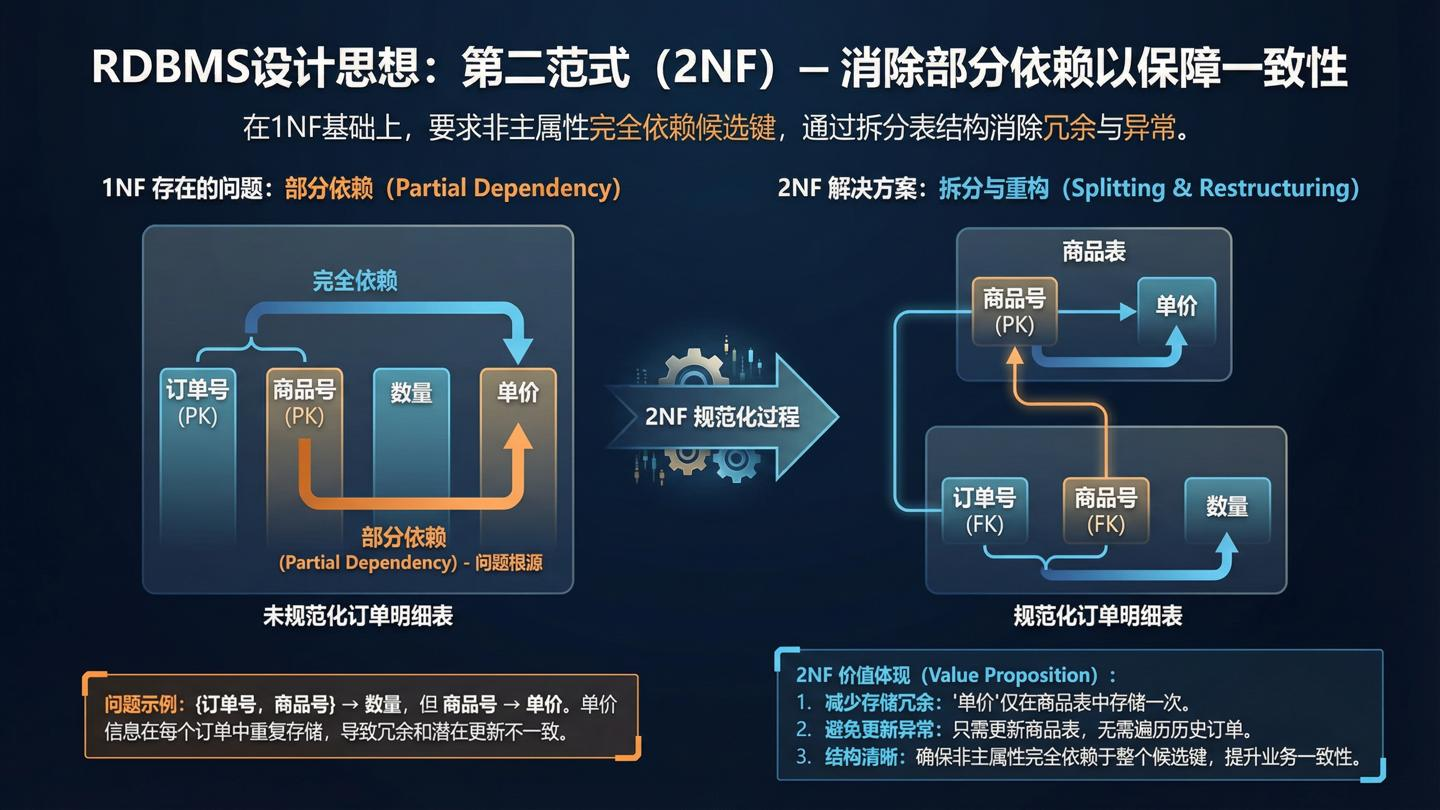 RDBMS设计思想：第二范式（2NF）– 消除部分依赖以保障一致性
在1NF基础上，要求非主属性完全依赖候选键，通过拆分表结构消除冗余与异常。
1NF 存在的问题：部分依赖（Partial Dependency）
完全依赖
订单号
(PK)
商品号
(PK)
数量
单价
部分依赖
(Partial Dependency) - 问题根源
未规范化订单明细表
问题示例：{订单号，商品号} → 数量，但 商品号 → 单价。单价
信息在每个订单中重复存储，导致冗余和潜在更新不一致。
2NF 规范化过程
2NF 解决方案：拆分与重构（Splitting & Restructuring）
商品表
商品号
(PK)
单价
订单号
(FK)
商品号
(FK)
数量
规范化订单明细表
2NF 价值体现（Value Proposition）：
1. 减少存储冗余：'单价'仅在商品表中存储一次。
2. 避免更新异常：只需更新商品表，无需遍历历史订单.
3. 结构清晰：确保非主属性完全依赖于整个候选键，提升业务一致性。